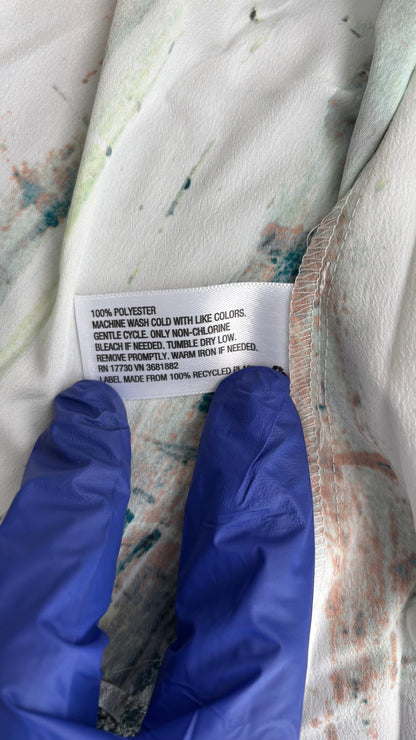 100% POLYESTER
MACHINE WASH COLD WITH LIKE COLORS.
GENTLE CYCLE. ONLY NON-CHLORINE
BLEACH IF NEEDED. TUMBLE DRY LOW.
REMOVE PROMPTLY. WARM IRON IF NEEDED.
RN 17730 VN 3681882
LABEL MADE FROM 100% RECYCLED